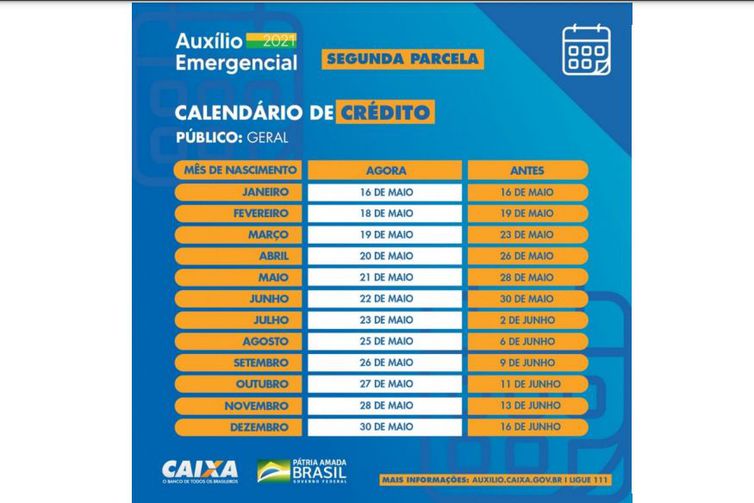 Auxílio 2021
Emergencial
SEGUNDA PARCELA
CALENDÁRIO DE CRÉDITO
PÚBLICO: GERAL
MÊS DE NASCIMENTO AGORA ANTES
JANEIRO 16 DE MAIO 16 DE MAIO
FEVEREIRO 18 DE MAIO 19 DE MAIO
MARÇO 19 DE MAIO 23 DE MAIO
ABRIL 20 DE MAIO 26 DE MAIO
MAIO 21 DE MAIO 28 DE MAIO
JUNHO 22 DE MAIO 30 DE MAIO
JULHO 23 DE MAIO 2 DE JUNHO
AGOSTO 25 DE MAIO 6 DE JUNHO
SETEMBRO 26 DE MAIO 9 DE JUNHO
OUTUBRO 27 DE MAIO 11 DE JUNHO
NOVEMBRO 28 DE MAIO 13 DE JUNHO
DEZEMBRO 30 DE MAIO 16 DE JUNHO
CAIXA
O BANCO DE TODOS OS BRASILEIROS
PÁTRIA AMADA
BRASIL
GOVERNO FEDERAL
MAIS INFORMAÇÕES: AUXILIO.CAIXA.GOV.BR I LIGUE 111